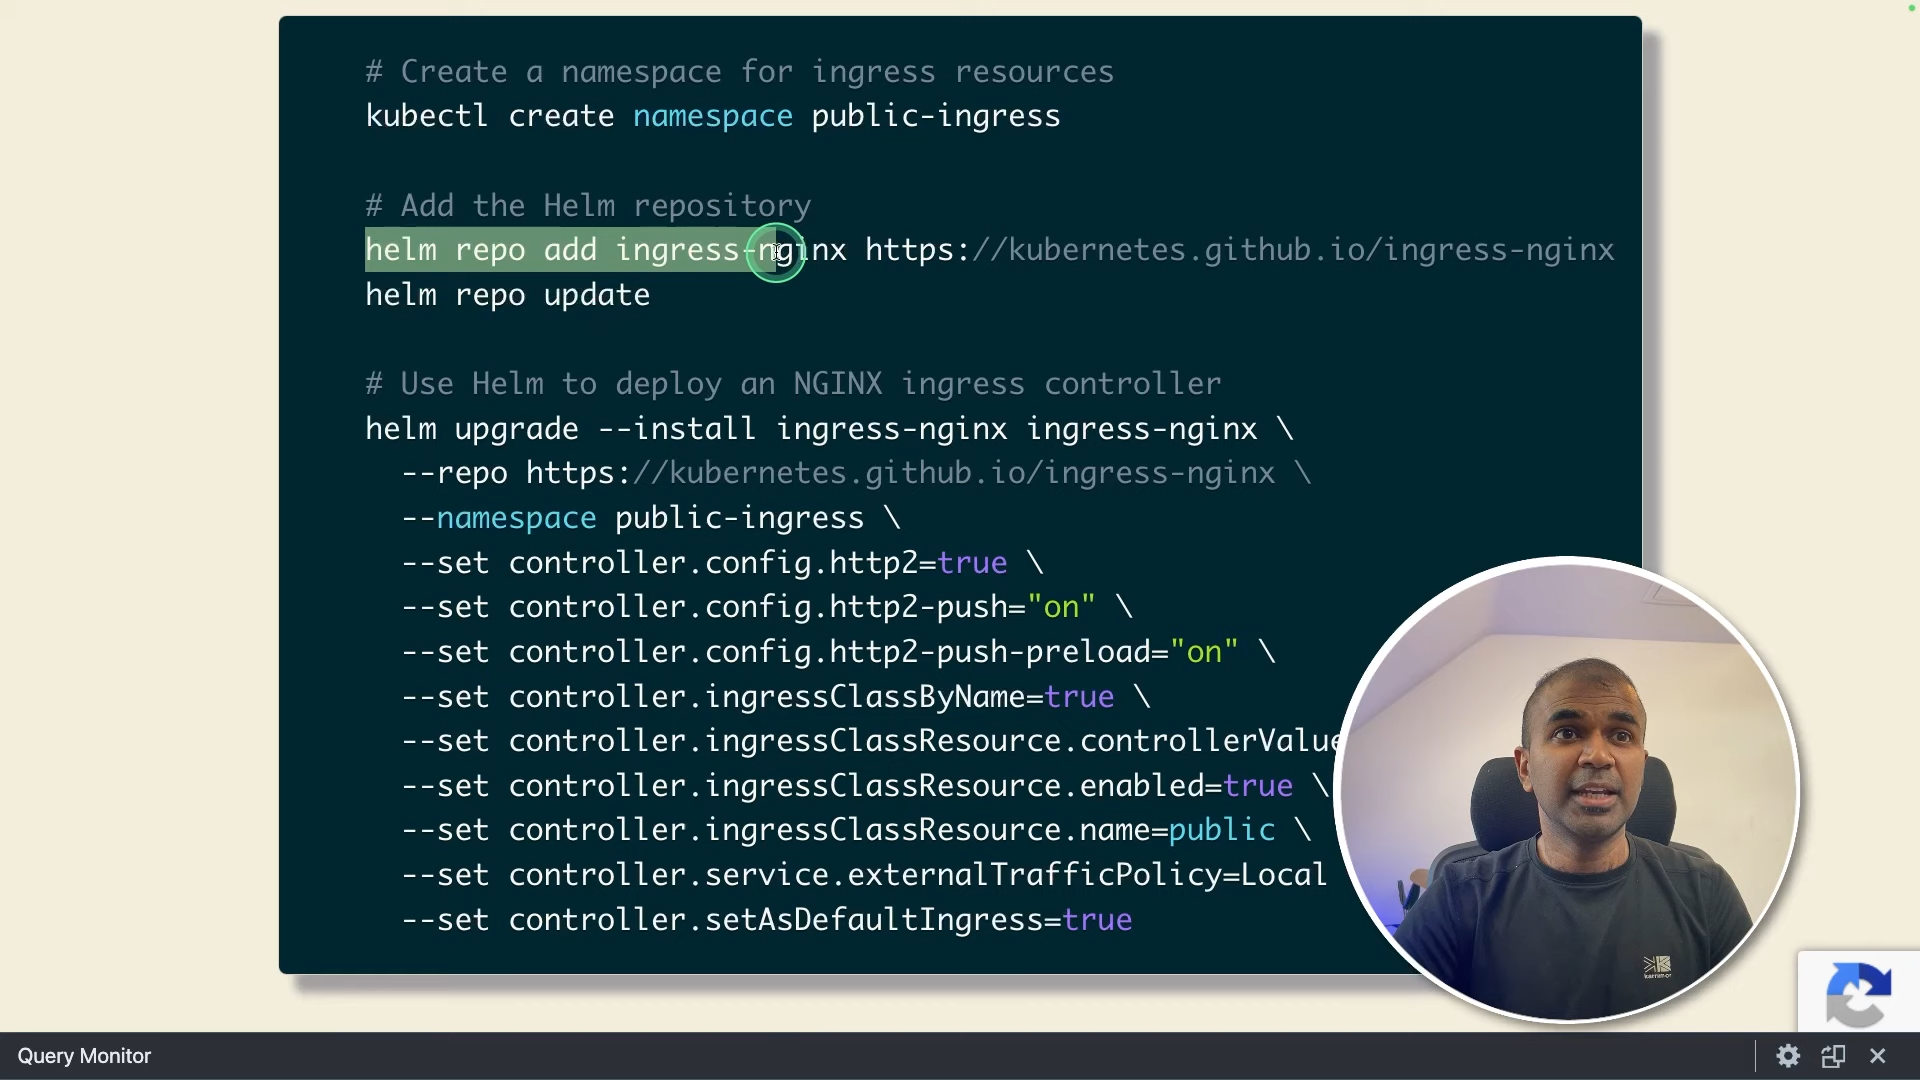 # Create a namespace for ingress resources
kubectl create namespace public-ingress
# Add the Helm repository
helm repo add ingress-nginx https://kubernetes.github.io/ingress-nginx
helm repo update
# Use Helm to deploy an NGINX ingress controller
helm upgrade --install ingress-nginx ingress-nginx \
--repo https://kubernetes.github.io/ingress-nginx \
--namespace public-ingress \
--set controller.config.http2=true \
--set controller.config.http2-push="on" \
--set controller.config.http2-push-preload="on" \
--set controller.ingressClassByName=true \
--set controller.ingressClassResource.controllerValue
--set controller.ingressClassResource.enabled=true \
--set controller.ingressClassResource.name=public \
--set controller.service.externalTrafficPolicy=Local
--set controller.setAsDefaultIngress=true
Query Monitor